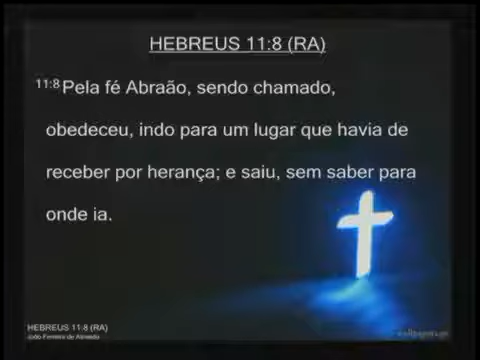 HEBREUS 11:8 (RA)
11:8 Pela fé Abraão, sendo chamado,
obedeceu, indo para um lugar que havia de
receber por herança; e saiu, sem saber para
onde ia.
HEBREUS 11:8 (RA)
João Ferreira de Almeida